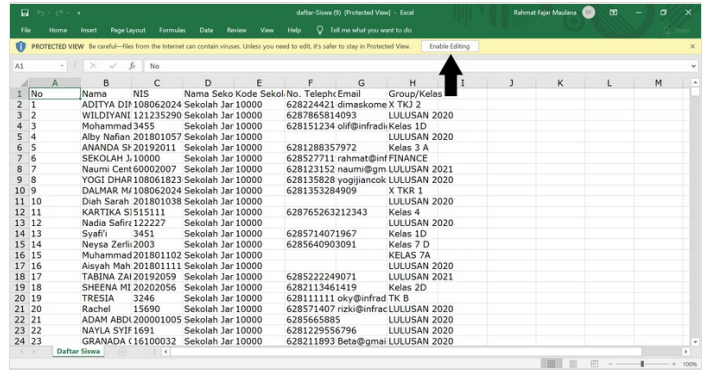 daftar-Siswa (9) [Protected View] - Excel
Rahmat Fajar Maulana
File Home Insert Page Layout Formulas Data Review View Help Tell me what you want to do Share
PROTECTED VIEW Be careful—files from the Internet can contain viruses. Unless you need to edit, it's safer to stay in Protected View. Enable Editing
A1 fx No
A B C D E F G H I J K L M
1 No Nama NIS Nama Seko Kode Sekol No. Telepho Email Group/Kelas
2 1 ADITYA DIM 108062024 Sekolah Jar 10000 628224421 dimaskome X TKJ 2
3 2 WILDIYANI 121235290 Sekolah Jar 10000 6287865814093 LULUSAN 2020
4 3 Mohammad 3455 Sekolah Jar 10000 628151234 olif@infradi Kelas 1D
5 4 Alby Nafian 201801057 Sekolah Jar 10000 LULUSAN 2020
6 5 ANANDA SH 20192011 Sekolah Jar 10000 6281288357972 Kelas 3 A
7 6 SEKOLAH J 10000 Sekolah Jar 10000 628527711 rahmat@inf FINANCE
8 7 Naumi Cent 60002007 Sekolah Jar 10000 628123152 naumi@gm LULUSAN 2021
9 8 YOGI DHAR 108061823 Sekolah Jar 10000 628135828 yogijiancok LULUSAN 2020
10 9 DALMAR MA 108062024 Sekolah Jar 10000 6281353284909 X TKR 1
11 10 Diah Sarah 201801038 Sekolah Jar 10000 LULUSAN 2020
12 11 KARTIKA SI 515111 Sekolah Jar 10000 628765263212343 Kelas 4
13 12 Nadia Safira 122227 Sekolah Jar 10000 LULUSAN 2020
14 13 Syafi'i 3451 Sekolah Jar 10000 6285714071967 Kelas 1D
15 14 Neysa Zerli 2003 Sekolah Jar 10000 6285640903091 Kelas 7 D
16 15 Muhammad 201801102 Sekolah Jar 10000 KELAS 7A
17 16 Aisyah Mah 201801111 Sekolah Jar 10000 LULUSAN 2020
18 17 TABINA ZAH 20192059 Sekolah Jar 10000 6285222249071 LULUSAN 2021
19 18 SHEENA MI 20202056 Sekolah Jar 10000 6282113461419 Kelas 2D
20 19 TRESIA 3246 Sekolah Jar 10000 628111111 oky@infrad TK B
21 20 Rachel 15690 Sekolah Jar 10000 628571407 rizki@infrac LULUSAN 2020
22 21 ADAM ABDU 200001005 Sekolah Jar 10000 6285665885 LULUSAN 2020
23 22 NAYLA SYIF 1691 Sekolah Jar 10000 6281229556796 LULUSAN 2020
24 23 GRANADA C 16100032 Sekolah Jar 10000 628211893 Beta@gmai LULUSAN 2020
Daftar Siswa
100%